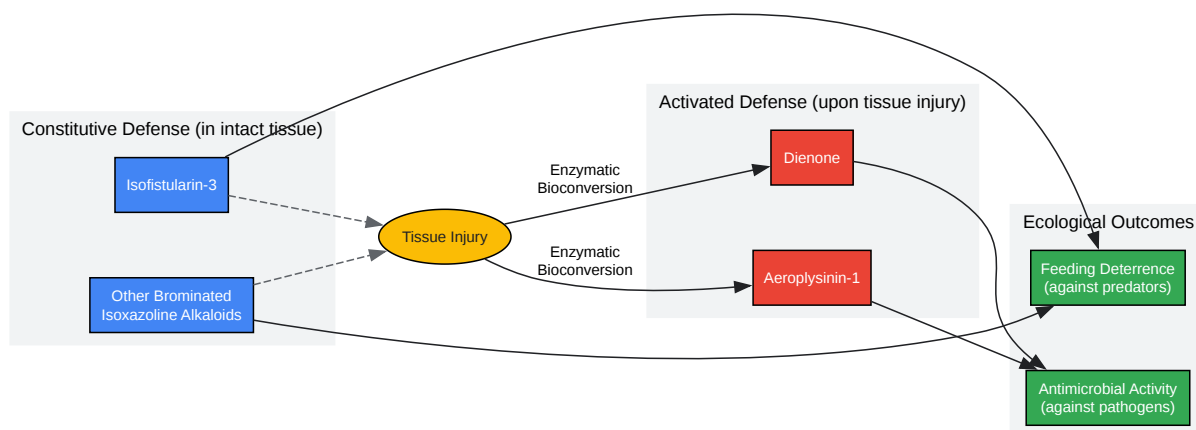 Constitutive Defense (in intact tissue)
Isofistularin-3
Other Brominated
Isoxazoline Alkaloids
Tissue Injury
Enzymatic
Bioconversion
Enzymatic
Bioconversion
Activated Defense (upon tissue injury)
Dienone
Aeroplysinin-1
Ecological Outcomes
Feeding Deterrence
(against predators)
Antimicrobial Activity
(against pathogens)